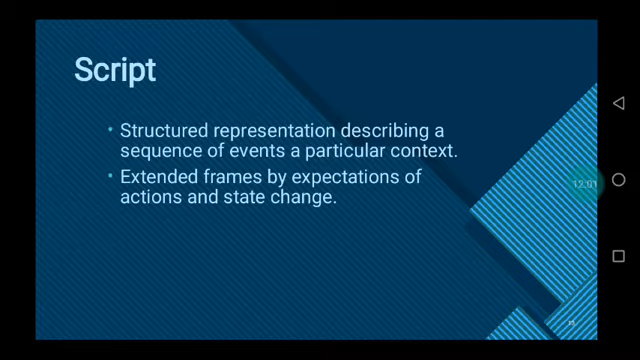 Script
• Structured representation describing a
sequence of events a particular context.
• Extended frames by expectations of
actions and state change.
12:01